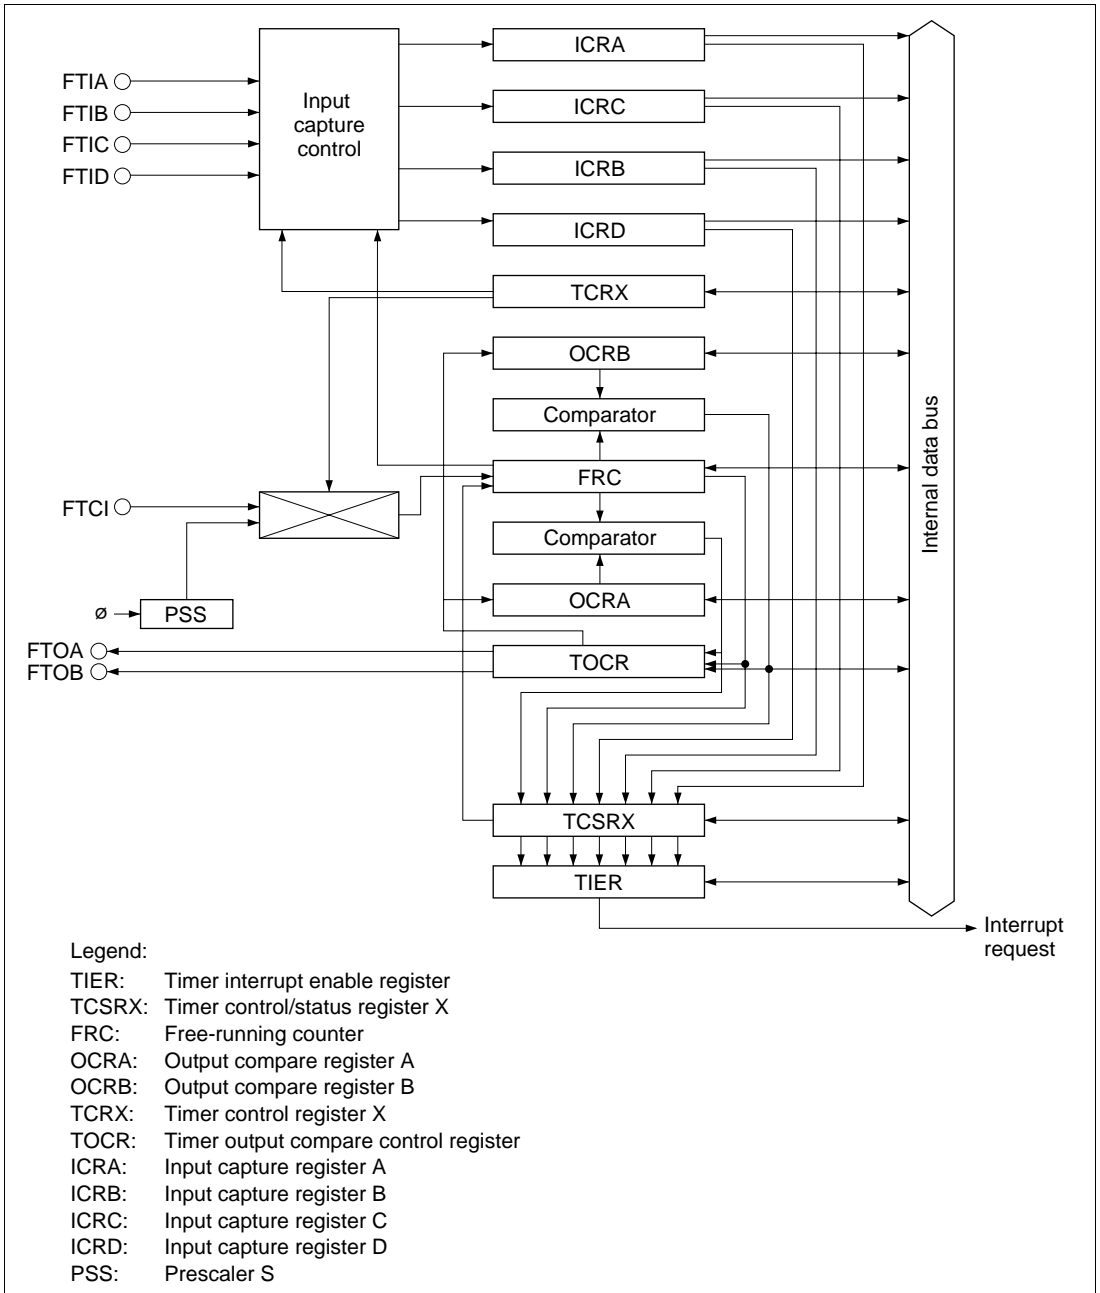 ICRA
FTIA
FTIB
FTIC
FTID
Input
capture
control
ICRC
ICRB
ICRD
TCRX
OCRB
Comparator
FRC
FTCI
Comparator
OCRA
ø
PSS
FTOA
FTOB
TOCR
TCSRX
TIER
Internal data bus
Interrupt
request
Legend:
TIER: Timer interrupt enable register
TCSRX: Timer control/status register X
FRC: Free-running counter
OCRA: Output compare register A
OCRB: Output compare register B
TCRX: Timer control register X
TOCR: Timer output compare control register
ICRA: Input capture register A
ICRB: Input capture register B
ICRC: Input capture register C
ICRD: Input capture register D
PSS: Prescaler S